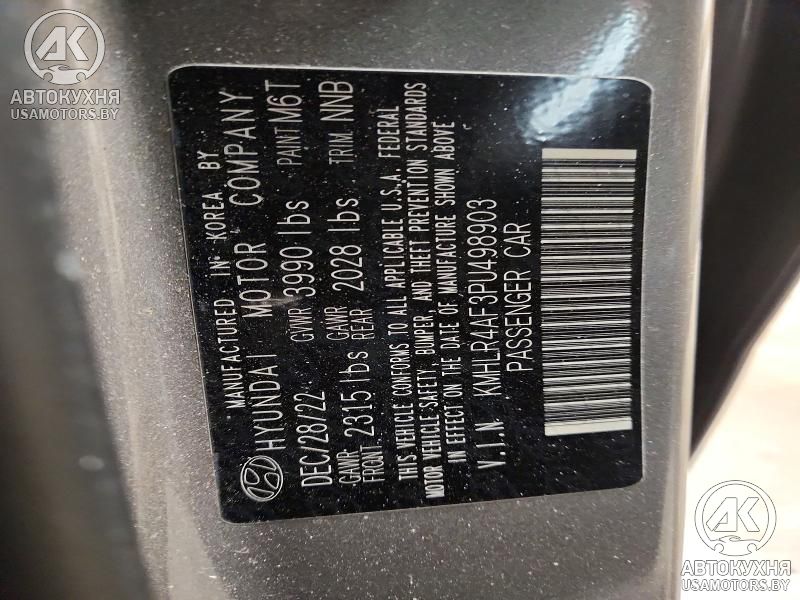 MANUFACTURED IN KOREA BY
HYUNDAI MOTOR COMPANY
DEC/28/22 GVWR 3990 lbs PAINT M6T
GAWR FRONT 2315 lbs GAWR REAR 2028 lbs TRIM NNB
THIS VEHICLE CONFORMS TO ALL APPLICABLE U.S.A. FEDERAL
MOTOR VEHICLE SAFETY, BUMPER, AND THEFT PREVENTION STANDARDS
IN EFFECT ON THE DATE OF MANUFACTURE SHOWN ABOVE
V.I.N KMHLR4AF3PU498903
PASSENGER CAR
AK
АВТОКУХНЯ
USAMOTORS.BY
AK
АВТОКУХНЯ
USAMOTORS.BY